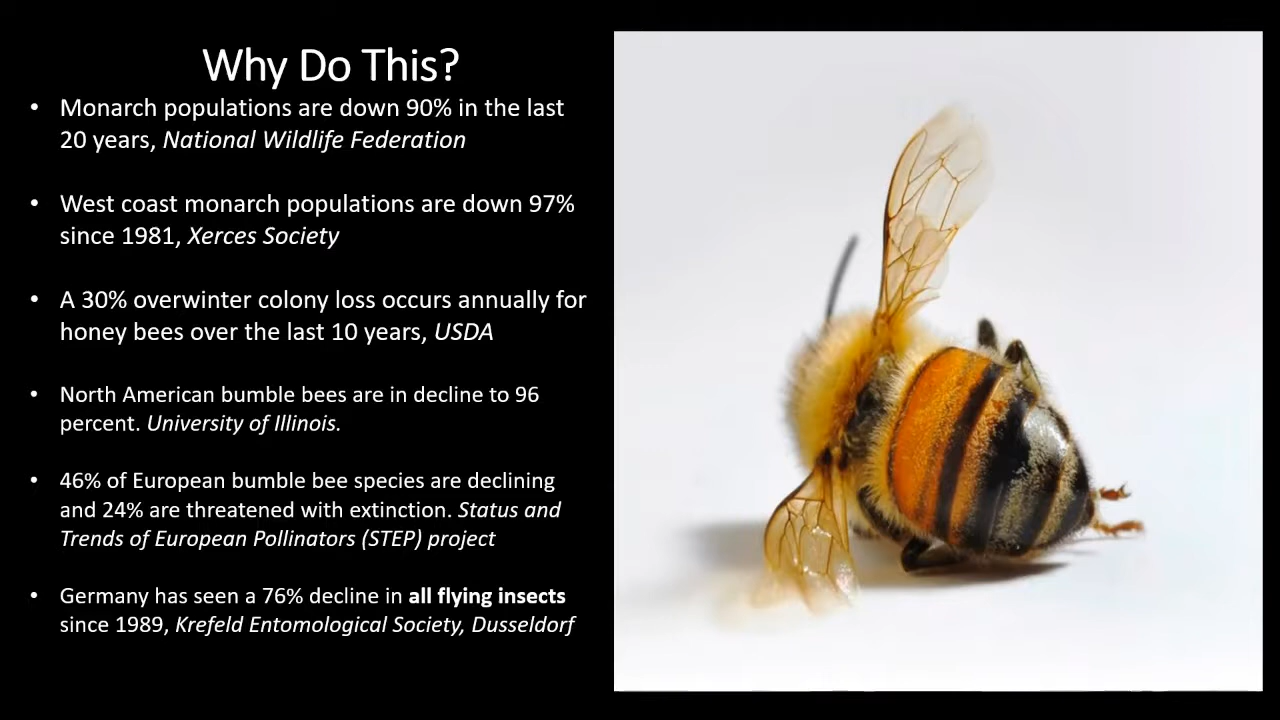 Why Do This?
• Monarch populations are down 90% in the last
20 years, National Wildlife Federation
• West coast monarch populations are down 97%
since 1981, Xerces Society
• A 30% overwinter colony loss occurs annually for
honey bees over the last 10 years, USDA
• North American bumble bees are in decline to 96
percent. University of Illinois.
• 46% of European bumble bee species are declining
and 24% are threatened with extinction. Status and
Trends of European Pollinators (STEP) project
• Germany has seen a 76% decline in all flying insects
since 1989, Krefeld Entomological Society, Dusseldorf